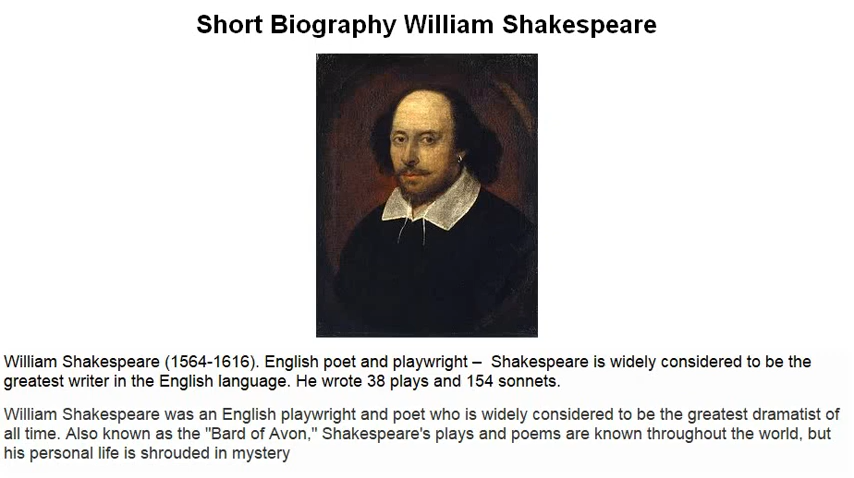 Short Biography William Shakespeare
William Shakespeare (1564-1616). English poet and playwright –  Shakespeare is widely considered to be the
greatest writer in the English language. He wrote 38 plays and 154 sonnets.
William Shakespeare was an English playwright and poet who is widely considered to be the greatest dramatist of
all time. Also known as the "Bard of Avon," Shakespeare's plays and poems are known throughout the world, but
his personal life is shrouded in mystery